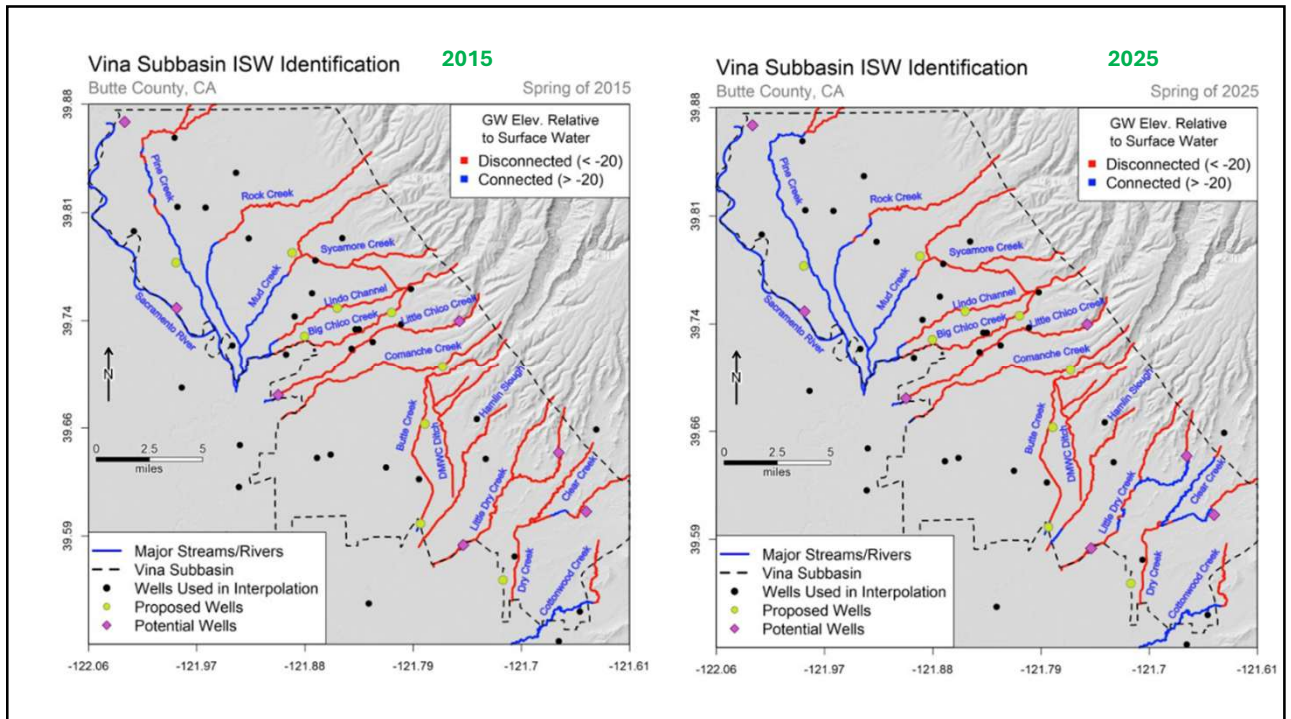 Vina Subbasin ISW Identification
2015
Butte County, CA
Spring of 2015
GW Elev. Relative
to Surface Water
Disconnected (< -20)
Connected (> -20)
39.88
39.81
39.74
39.66
39.59
Pine Creek
Rock Creek
Sycamore Creek
Mud Creek
Lindo Channel
Sacramento River
Big Chico Creek
Little Chico Creek
Comanche Creek
Hamlin Slough
Butte Creek
DMWC Ditch
Little Dry Creek
Clear Creek
Dry Creek
Cottonwood Creek
N
0 2.5 5
miles
Major Streams/Rivers
Vina Subbasin
Wells Used in Interpolation
Proposed Wells
Potential Wells
-122.06 -121.97 -121.88 -121.79 -121.7 -121.61
Vina Subbasin ISW Identification
2025
Butte County, CA
Spring of 2025
GW Elev. Relative
to Surface Water
Disconnected (< -20)
Connected (> -20)
39.88
39.81
39.74
39.66
39.59
Pine Creek
Rock Creek
Sycamore Creek
Mud Creek
Lindo Channel
Sacramento River
Big Chico Creek
Little Chico Creek
Comanche Creek
Hamlin Slough
Butte Creek
DMWC Ditch
Little Dry Creek
Clear Creek
Dry Creek
Cottonwood Creek
N
0 2.5 5
miles
Major Streams/Rivers
Vina Subbasin
Wells Used in Interpolation
Proposed Wells
Potential Wells
-122.06 -121.97 -121.88 -121.79 -121.7 -121.61